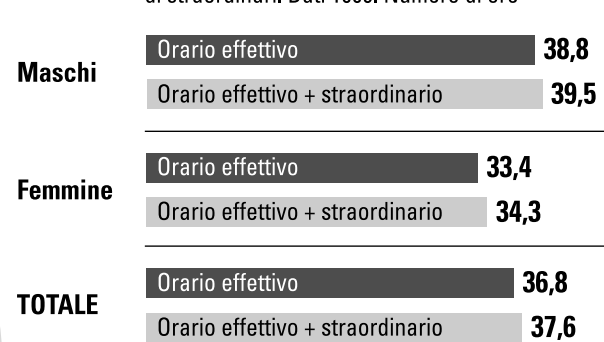 Orario effettivo 38,8
Maschi
Orario effettivo + straordinario 39,5
Orario effettivo 33,4
Femmine
Orario effettivo + straordinario 34,3
Orario effettivo 36,8
TOTALE
Orario effettivo + straordinario 37,6